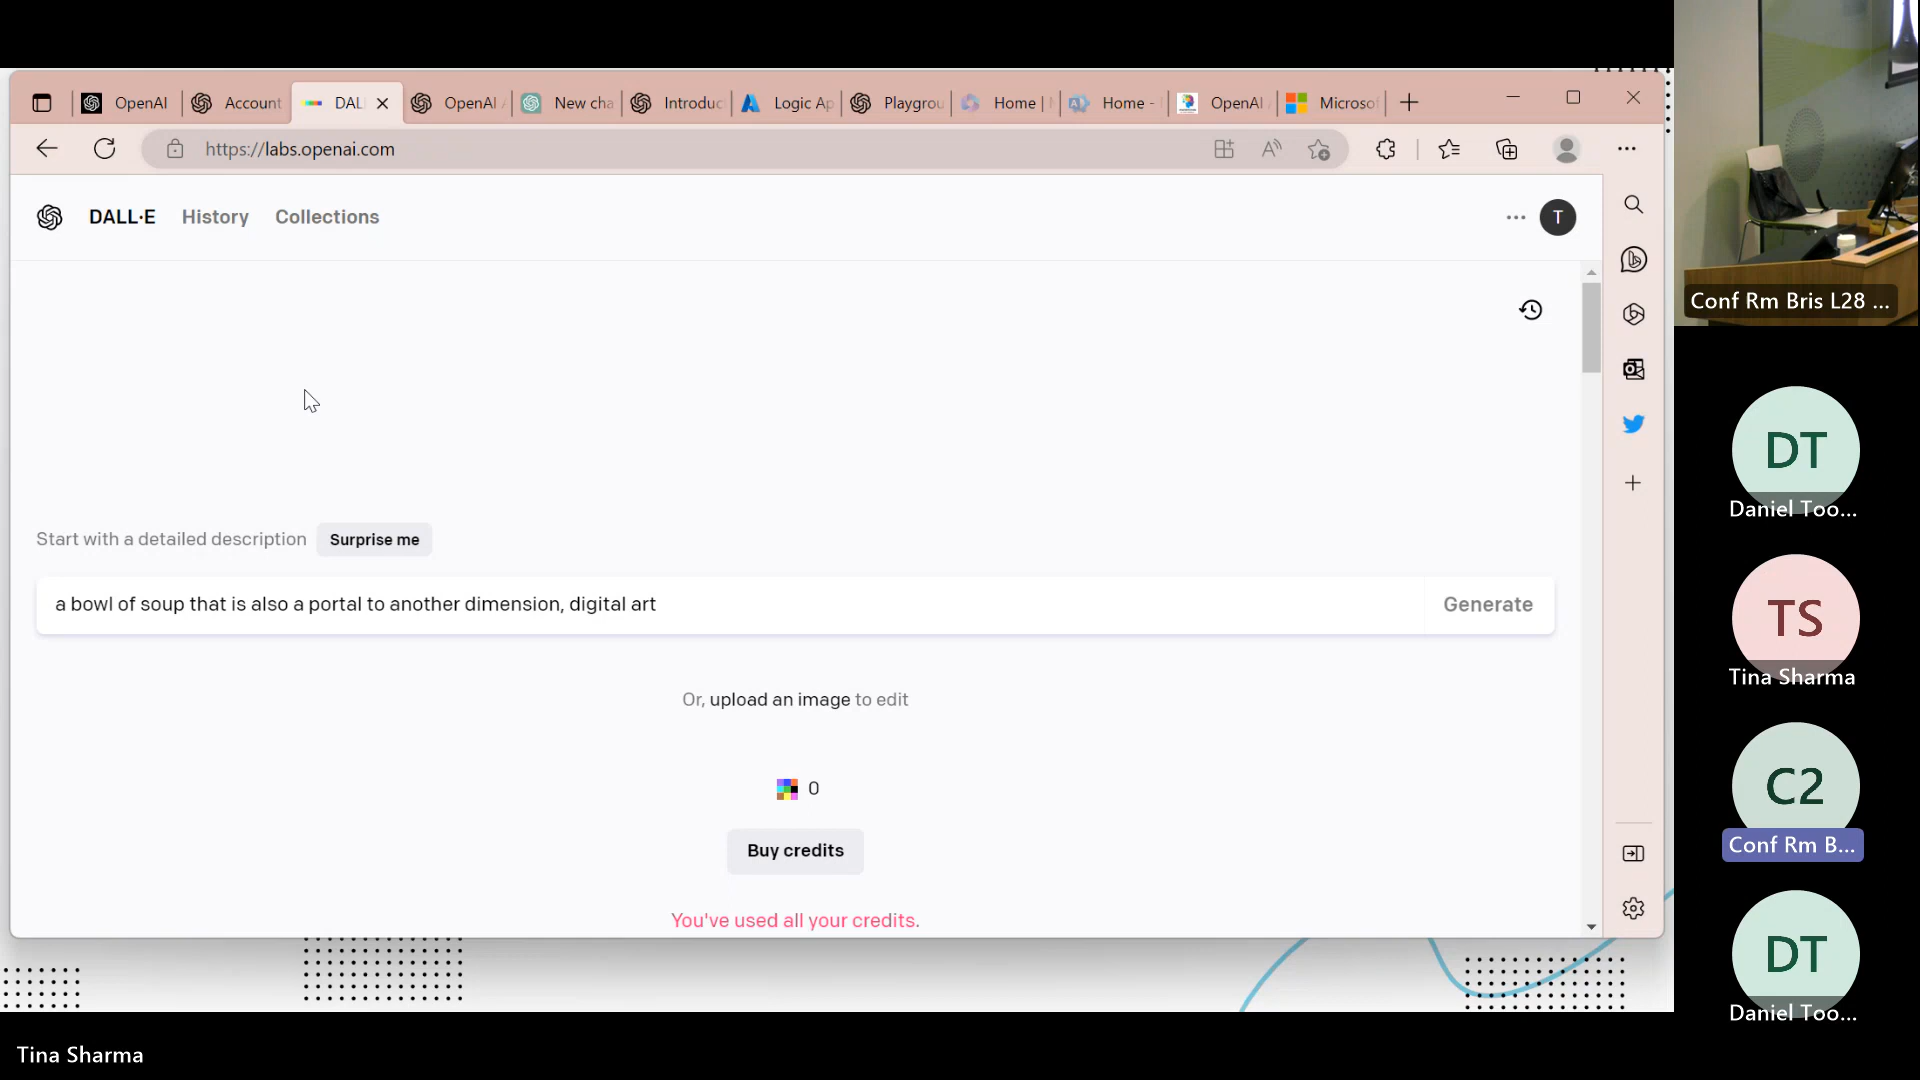 OpenAI
Account
DAL
OpenAI
New cha
Introduc
Logic Ap
Playgrou
Home |
Home -
OpenAI
Microso
https://labs.openai.com
DALL·E
History
Collections
T
Start with a detailed description
Surprise me
a bowl of soup that is also a portal to another dimension, digital art
Generate
Or, upload an image to edit
0
Buy credits
You've used all your credits.
Conf Rm Bris L28 ...
DT
Daniel Too...
TS
Tina Sharma
C2
Conf Rm B...
DT
Daniel Too...
Tina Sharma